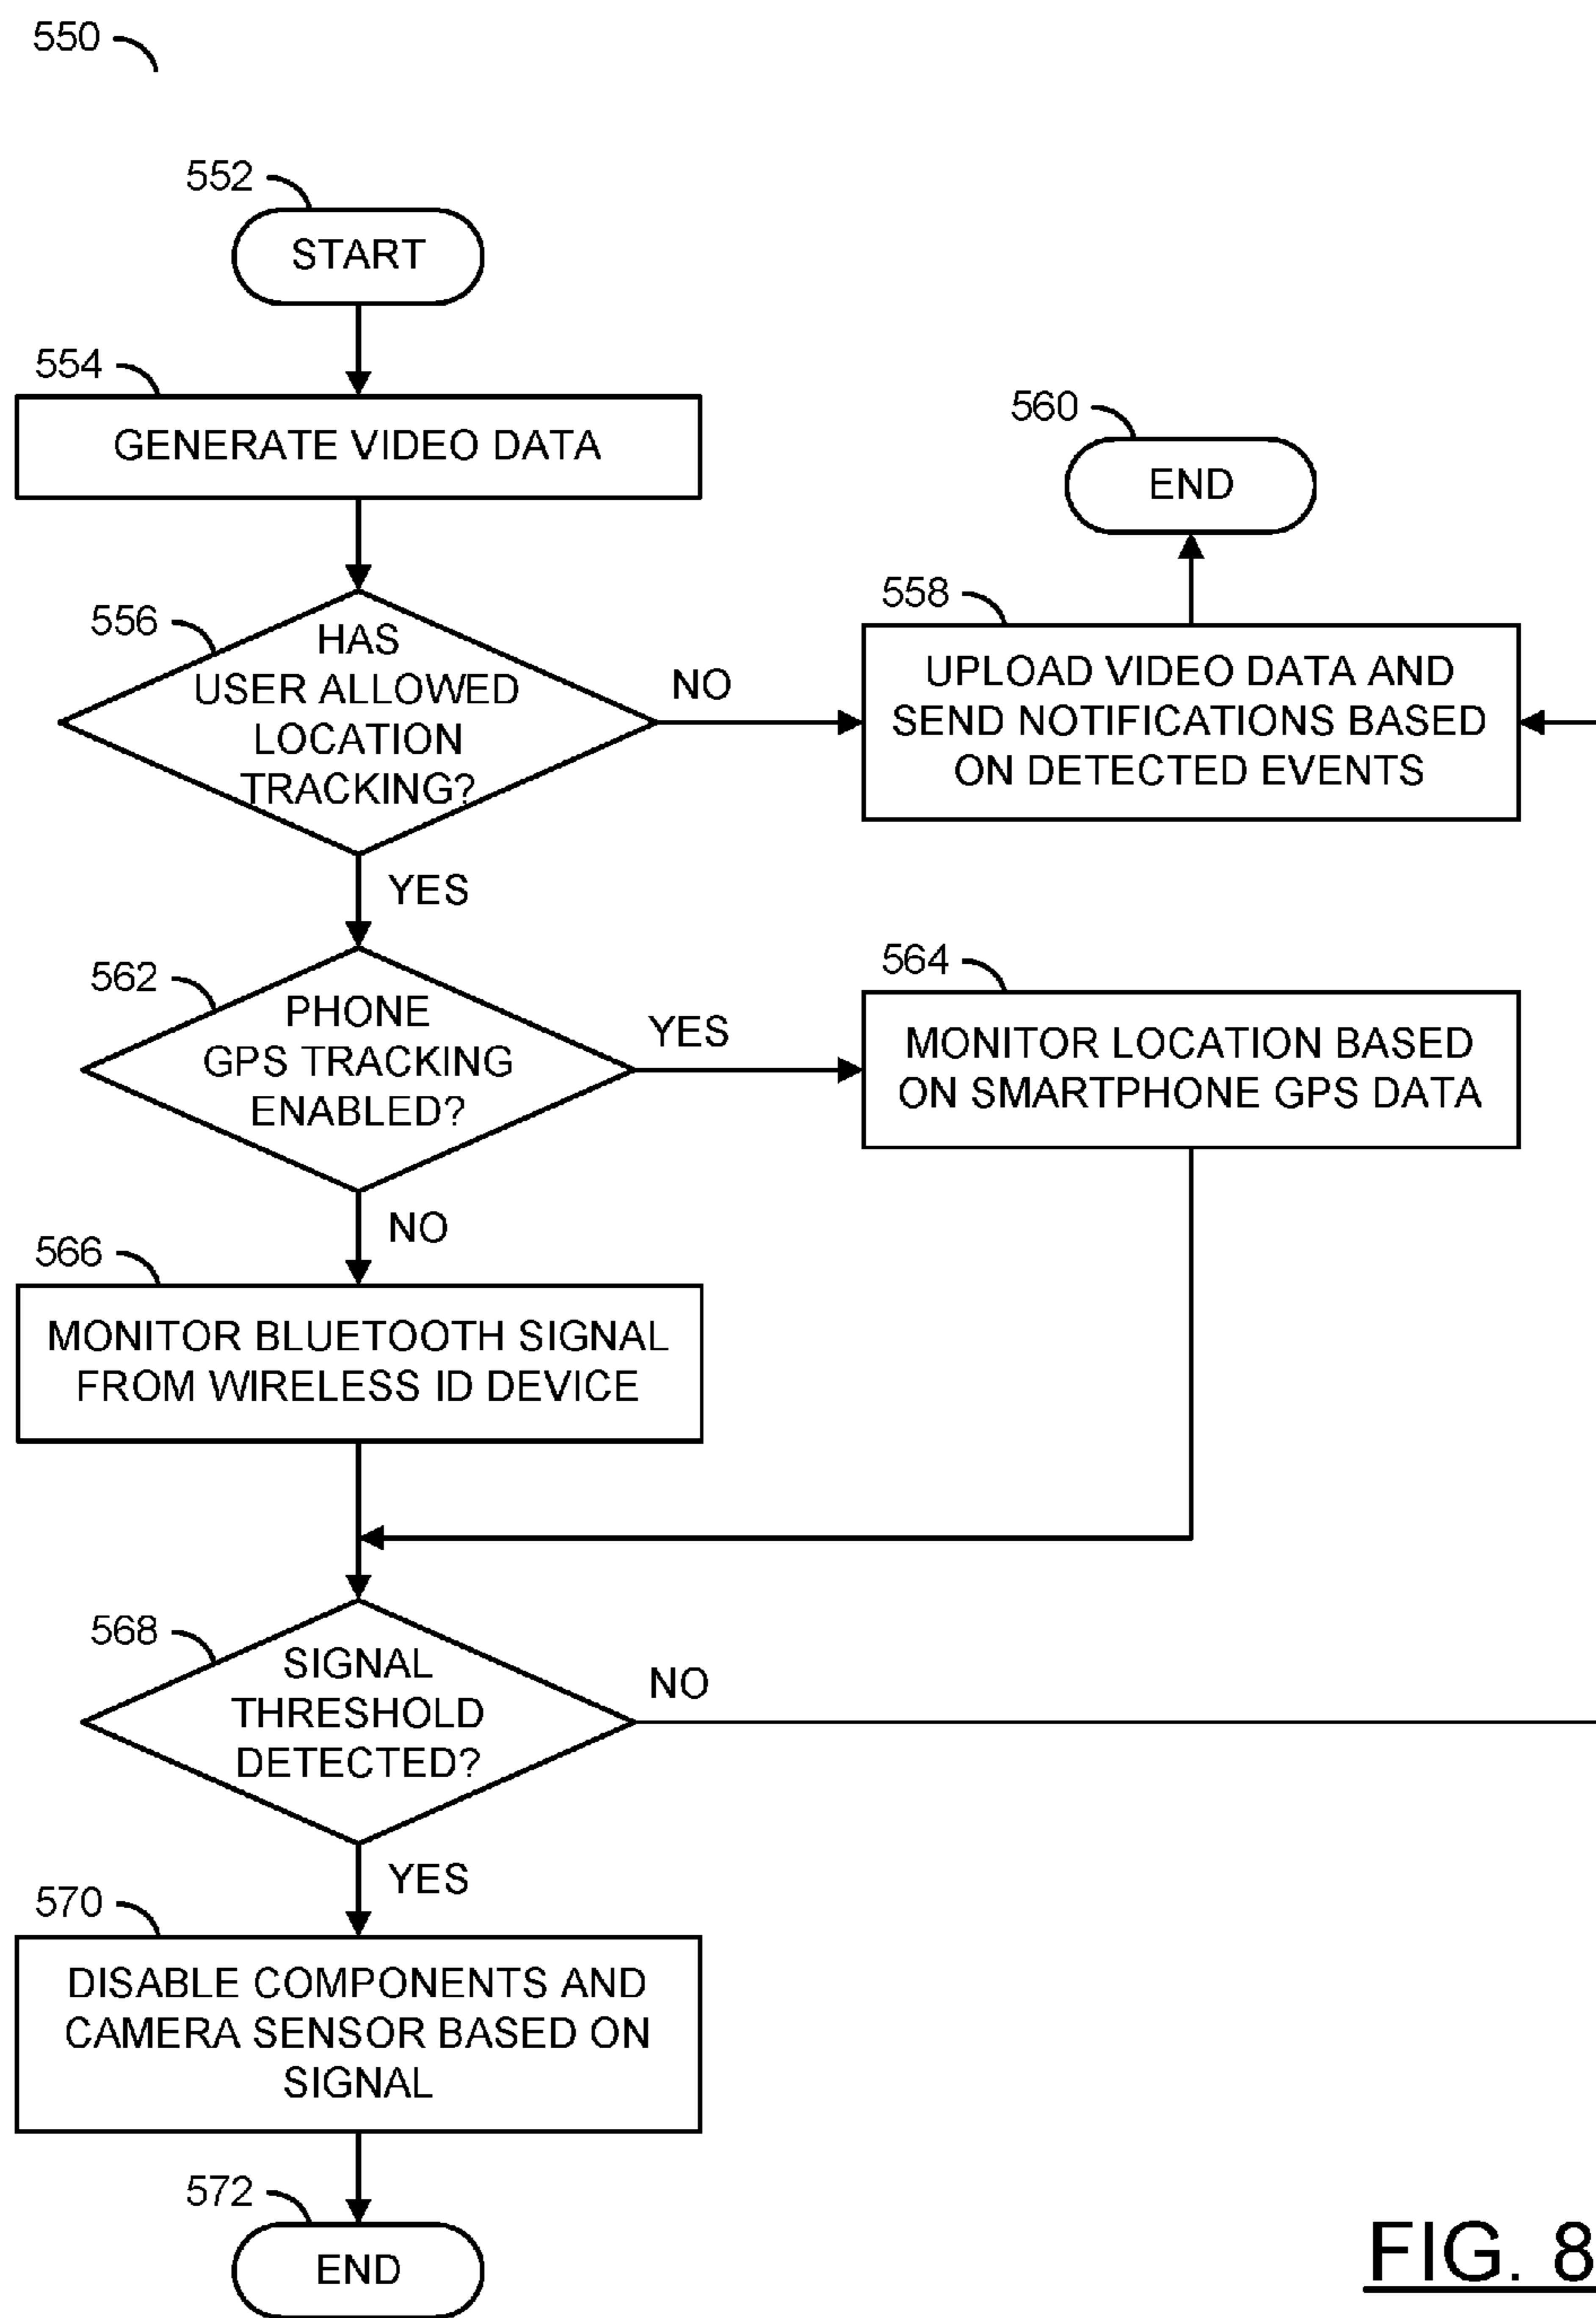 550
552
START
554
GENERATE VIDEO DATA
560
END
556
HAS
USER ALLOWED
LOCATION
TRACKING?
NO
558
UPLOAD VIDEO DATA AND
SEND NOTIFICATIONS BASED
ON DETECTED EVENTS
YES
562
PHONE
GPS TRACKING
ENABLED?
YES
564
MONITOR LOCATION BASED
ON SMARTPHONE GPS DATA
NO
566
MONITOR BLUETOOTH SIGNAL
FROM WIRELESS ID DEVICE
568
SIGNAL
THRESHOLD
DETECTED?
NO
YES
570
DISABLE COMPONENTS AND
CAMERA SENSOR BASED ON
SIGNAL
572
END
FIG. 8